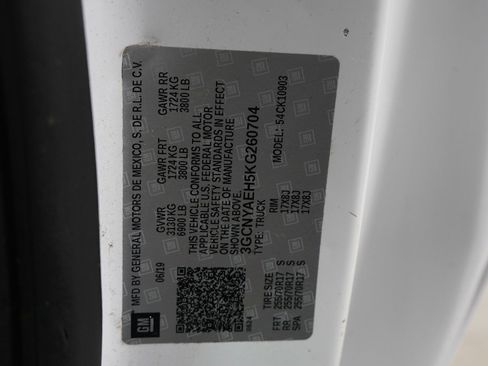 MFD BY GENERAL MOTORS DE MEXICO, S. DE R.L. DE C.V.
06/19
GVWR GAWR FRT GAWR RR
3130 KG 1724 KG 1724 KG
6900 LB 3800 LB 3800 LB
THIS VEHICLE CONFORMS TO ALL
APPLICABLE U.S. FEDERAL MOTOR
VEHICLE SAFETY STANDARDS IN EFFECT
ON THE DATE OF MANUFACTURE
SHOWN ABOVE.
3GCNYAEH5KG260704
TYPE: TRUCK MODEL: 54CK10903
TIRE SIZE RIM
FRT 255/70R17 S 17X8J
RR 255/70R17 S 17X8J
SPA 255/70R17 S 17X8J
GM